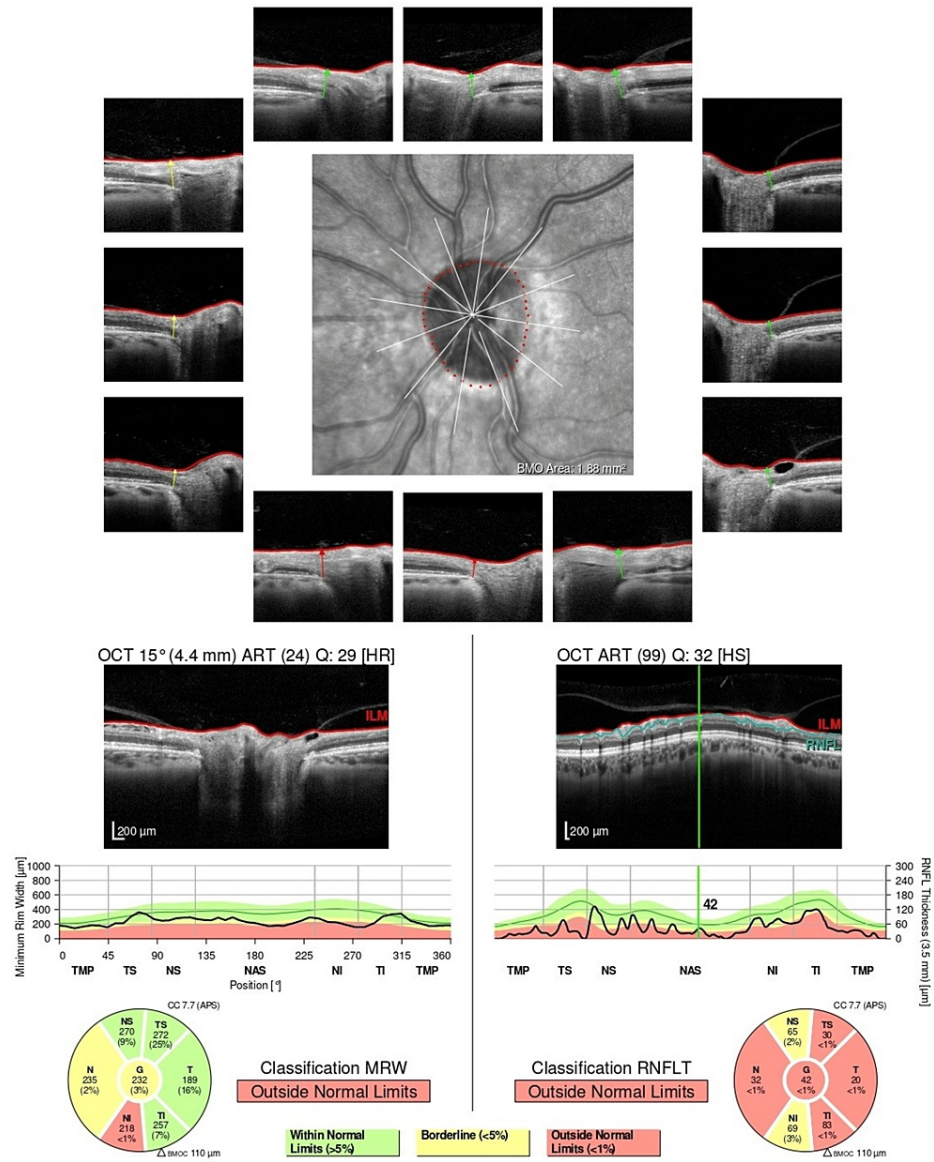 BMO Area: 1.88 mm²
OCT 15° (4.4 mm) ART (24) Q: 29 [HR]
ILM
200 µm
OCT ART (99) Q: 32 [HS]
ILM
RNFL
200 µm
Minimum Rim Width [µm]
1000
800
600
400
200
0
0 45 90 135 180 225 270 315 360
TMP TS NS NAS NI TI TMP
Position [°]
42
300
240
180
120
60
0
RNFL Thickness (3.5 mm) [µm]
TMP TS NS NAS NI TI TMP
CC 7.7 (APS)
NS
270
(9%)
TS
272
(25%)
N
235
(2%)
G
232
(3%)
T
189
(16%)
NI
218
<1%
TI
257
(7%)
BMOC 110 µm
Classification MRW
Outside Normal Limits
Classification RNFLT
Outside Normal Limits
CC 7.7 (APS)
NS
65
(2%)
TS
30
<1%
N
32
<1%
G
42
<1%
T
20
<1%
NI
69
(3%)
TI
83
<1%
BMOC 110 µm
Within Normal
Limits (>5%)
Borderline (<5%)
Outside Normal
Limits (<1%)